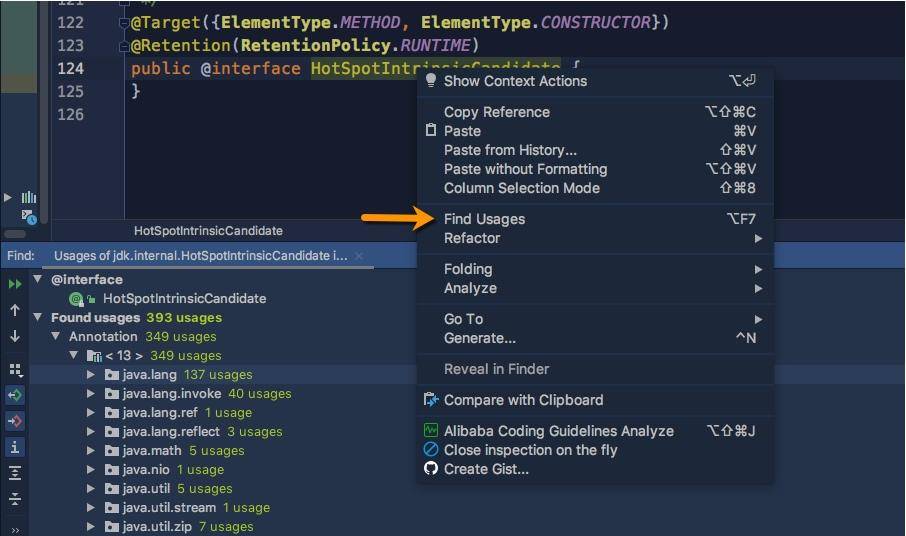 */
122 @Target({ElementType.METHOD, ElementType.CONSTRUCTOR})
123 @Retention(RetentionPolicy.RUNTIME)
124 public @interface HotSpotIntrinsicCandidate {
125 }
126
Show Context Actions ⌥⏎
Copy Reference ⌥⇧⌘C
Paste ⌘V
Paste from History... ⇧⌘V
Paste without Formatting ⌥⇧⌘V
Column Selection Mode ⇧⌘8
Find Usages ⌥F7
Refactor
Folding
Analyze
Go To
Generate... ^N
Reveal in Finder
Compare with Clipboard
Alibaba Coding Guidelines Analyze ⌥⇧⌘J
Close inspection on the fly
Create Gist...
HotSpotIntrinsicCandidate
Find: Usages of jdk.internal.HotSpotIntrinsicCandidate i... ×
@interface
HotSpotIntrinsicCandidate
Found usages 393 usages
Annotation 349 usages
< 13 > 349 usages
java.lang 137 usages
java.lang.invoke 40 usages
java.lang.ref 1 usage
java.lang.reflect 3 usages
java.math 5 usages
java.nio 1 usage
java.util 5 usages
java.util.stream 1 usage
java.util.zip 7 usages